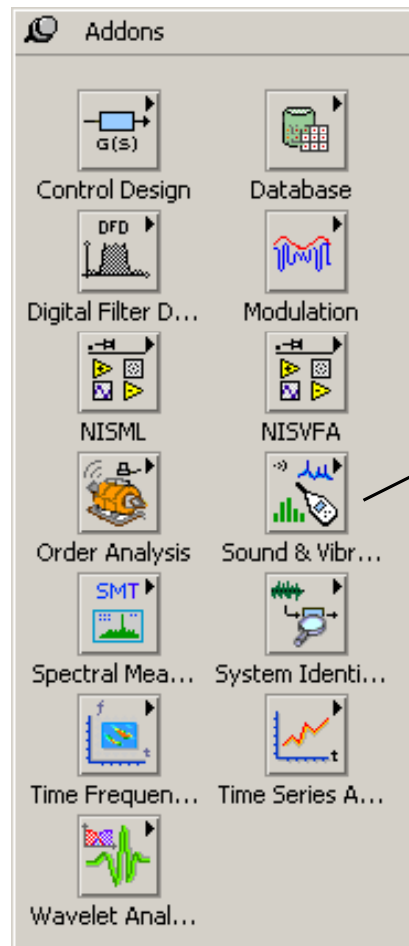 Addons
G(s)
Control Design
Database
DFD
Digital Filter D...
Modulation
NISML
NISVFA
Order Analysis
Sound & Vibr...
SMT
Spectral Mea...
System Identi...
f
t
Time Frequen...
t
Time Series A...
Wavelet Anal...